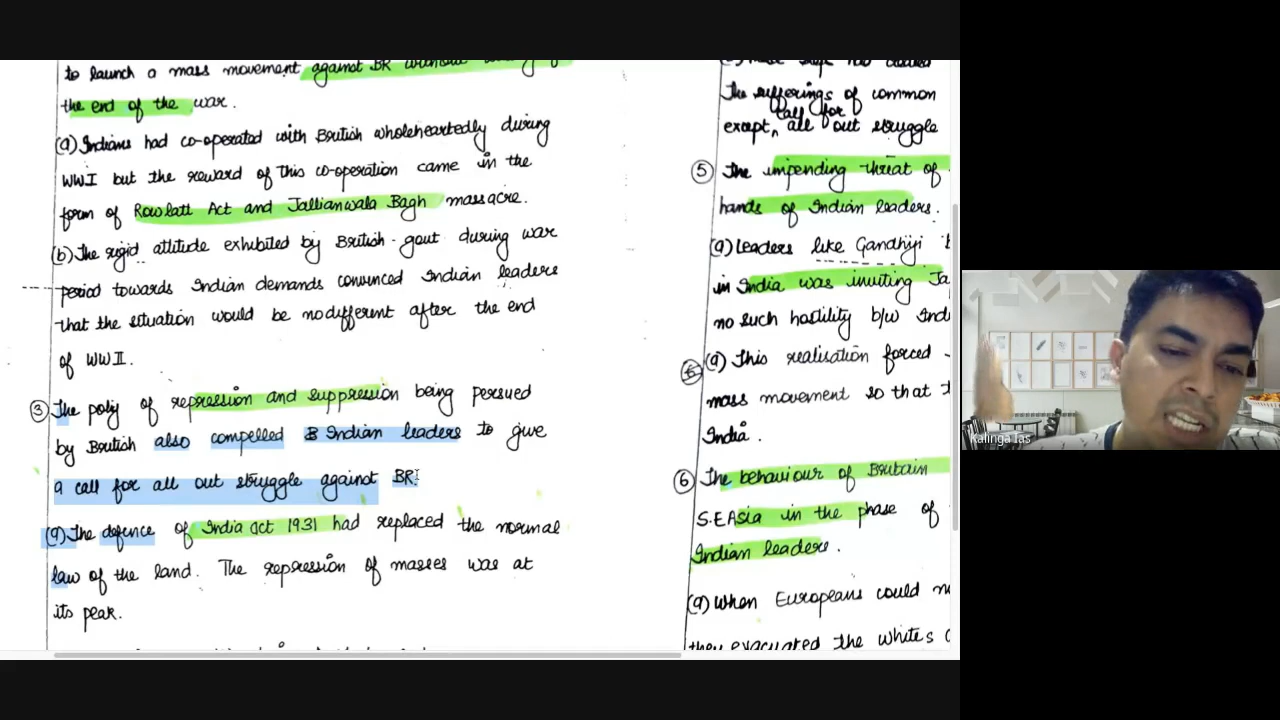 to launch a mass movement against BR without
the end of the war.
(a) Indians had co-operated with British wholeheartedly during
WWI but the reward of this co-operation came in the
form of Rowlatt Act and Jallianwala Bagh massacre.
(b) The rigid attitude exhibited by British govt during war
period towards Indian demands convinced Indian leaders
that the situation would be no different after the end
of WWII.
③ The poly of repression and suppression being persued
by British also compelled B Indian leaders to give
a call for all out struggle against BR.
(a) The defence of India act 1931 had replaced the normal
law of the land. The repression of masses was at
its peak.
The sufferings of common
call for
except, all out struggle
⑤ The impending threat of
hands of Indian leaders.
(a) Leaders like Gandhiji
in India was inviting Ja
no such hostility b/w Ind
(a) This realisation forced
mass movement so that t
India.
⑥ The behaviour of Britain
S.E Asia in the phase of
Indian leaders.
(a) When Europeans could n
they evacuated the whites
Kalinga Ias